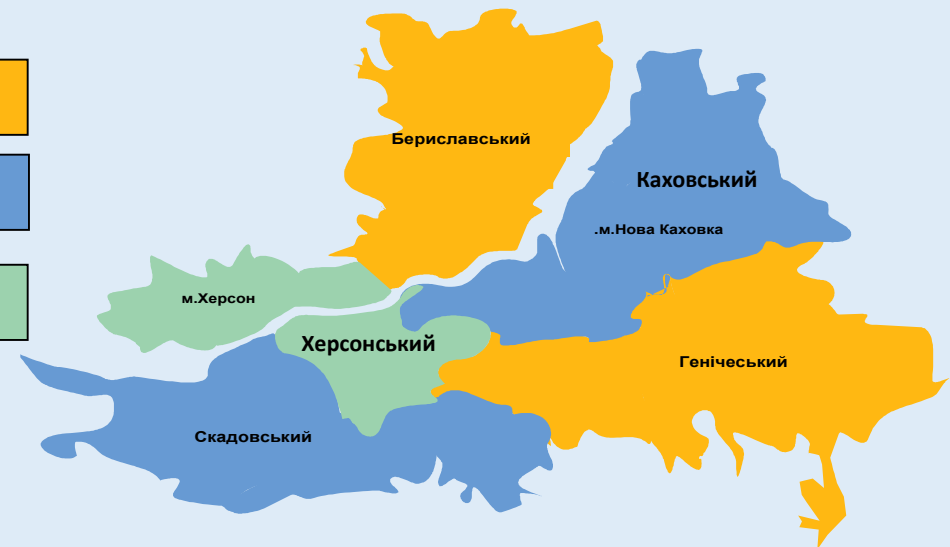 Бериславський
Каховський
.м.Нова Каховка
м.Херсон
Херсонський
Генічеський
Скадовський